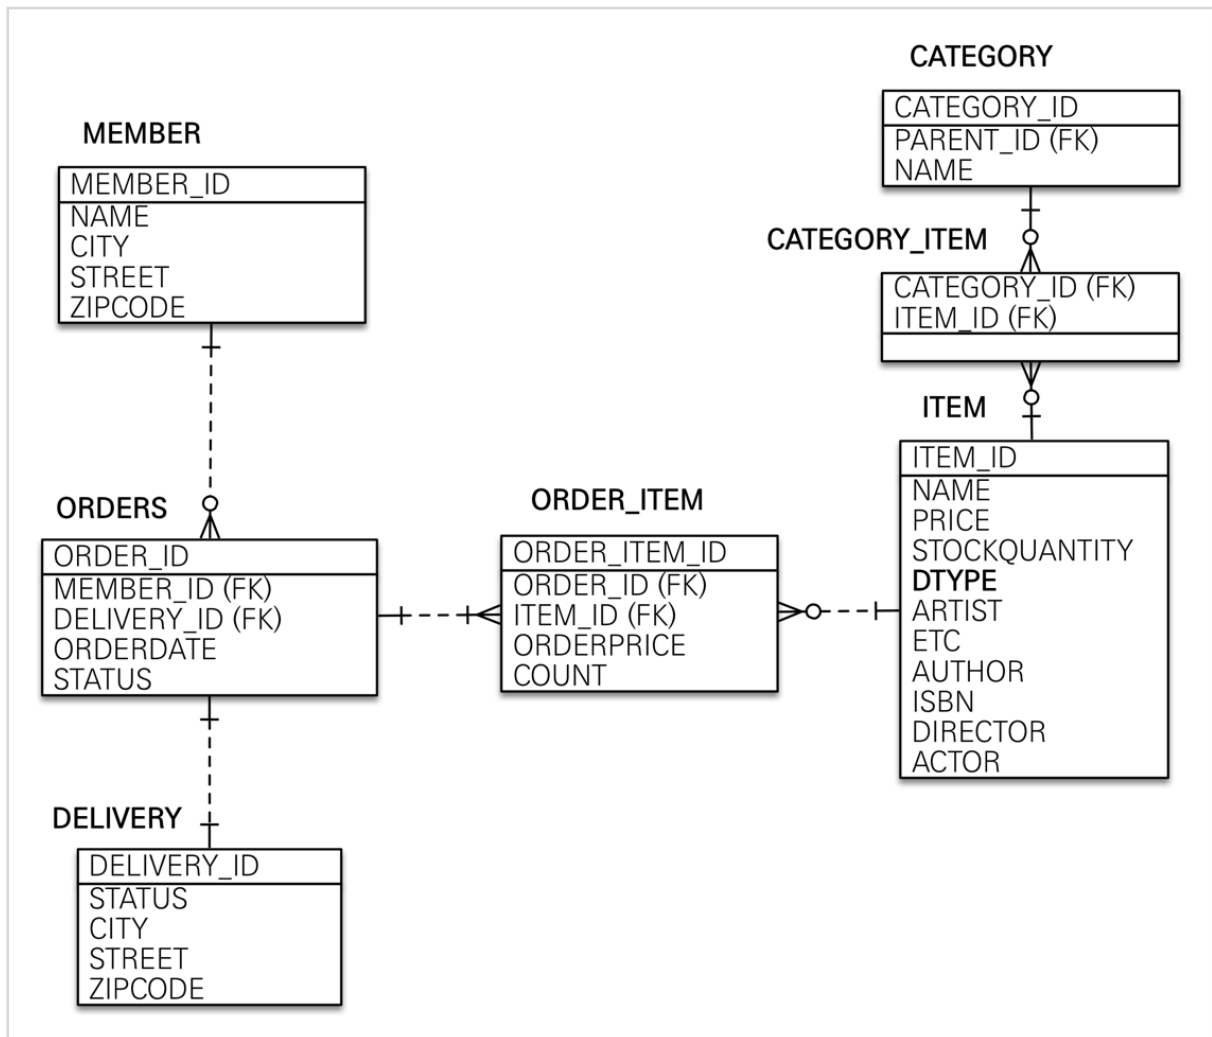 MEMBER
MEMBER_ID
NAME
CITY
STREET
ZIPCODE
ORDERS
ORDER_ID
MEMBER_ID (FK)
DELIVERY_ID (FK)
ORDERDATE
STATUS
DELIVERY
DELIVERY_ID
STATUS
CITY
STREET
ZIPCODE
ORDER_ITEM
ORDER_ITEM_ID
ORDER_ID (FK)
ITEM_ID (FK)
ORDERPRICE
COUNT
CATEGORY
CATEGORY_ID
PARENT_ID (FK)
NAME
CATEGORY_ITEM
CATEGORY_ID (FK)
ITEM_ID (FK)
ITEM
ITEM_ID
NAME
PRICE
STOCKQUANTITY
DTYPE
ARTIST
ETC
AUTHOR
ISBN
DIRECTOR
ACTOR